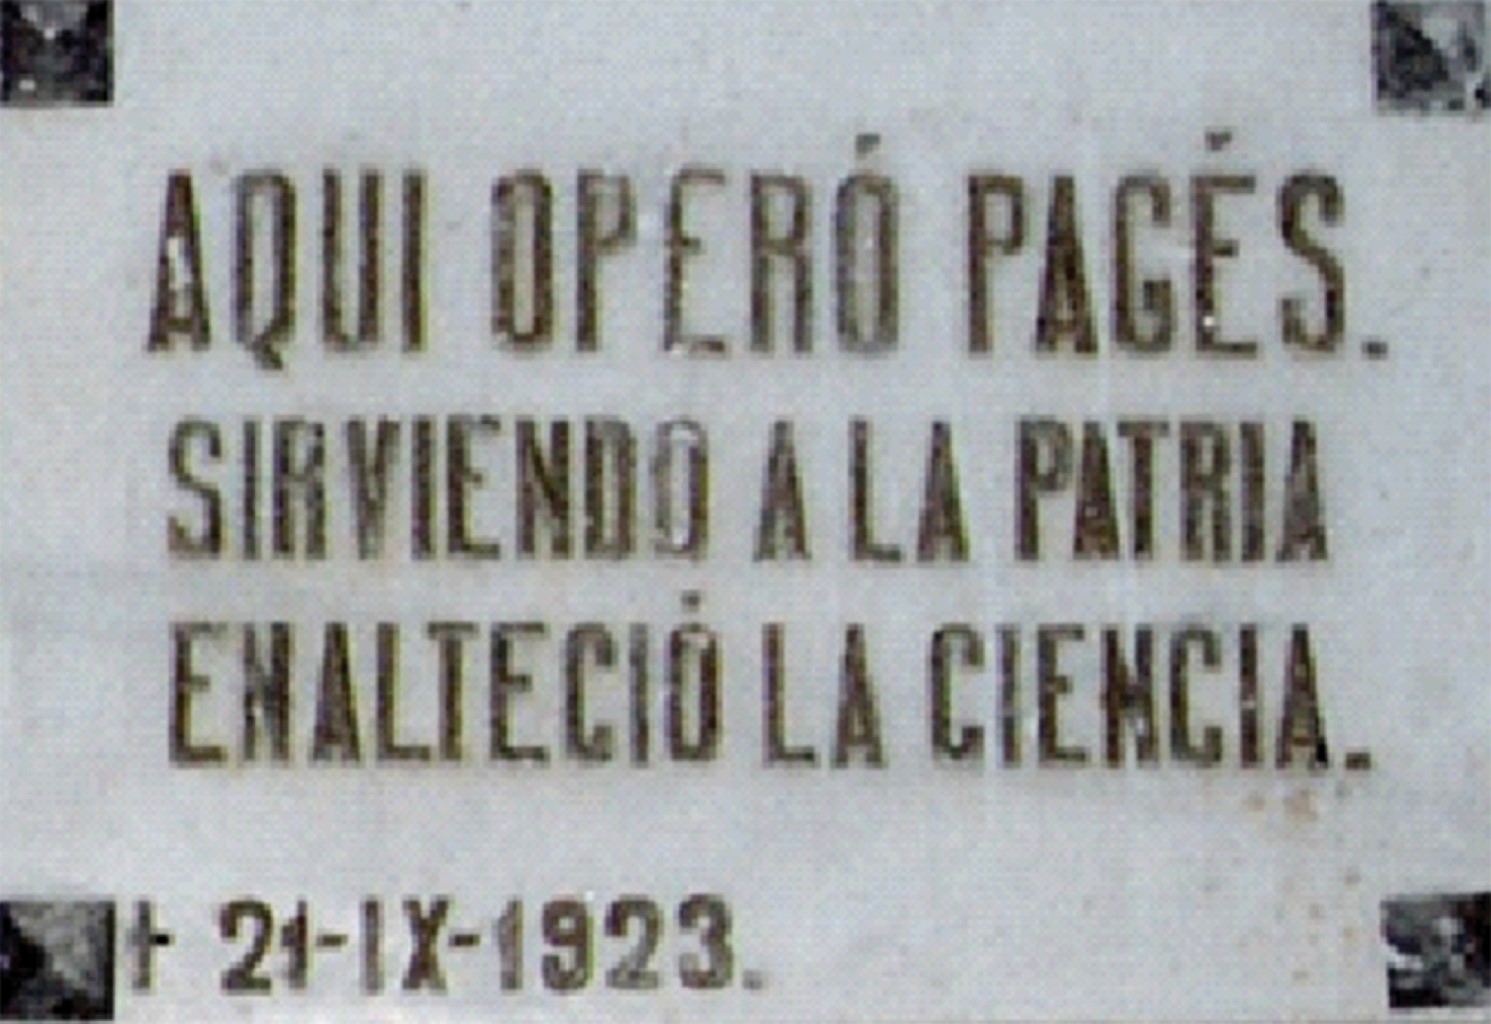 AQUI OPERÓ PAGÉS.
SIRVIENDO A LA PATRIA
ENALTECIÓ LA CIENCIA.
† 21-IX-1923.